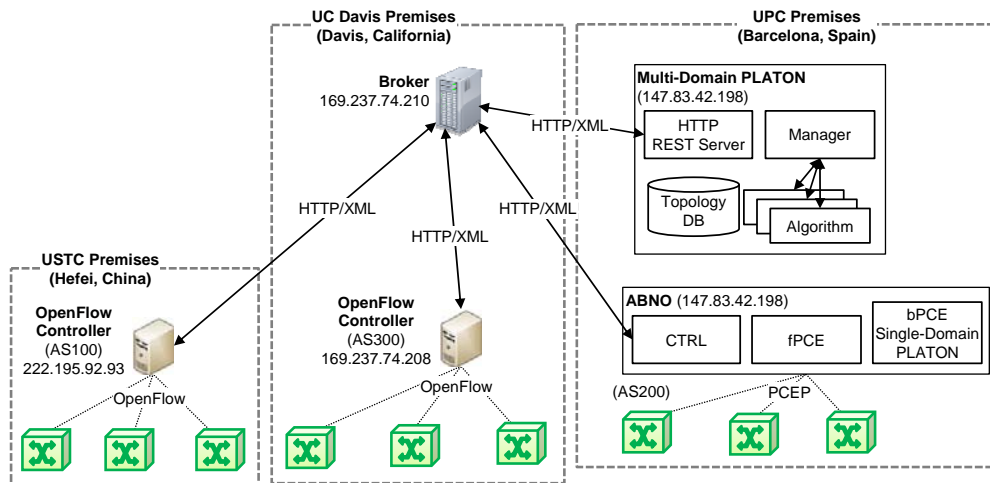 UC Davis Premises
(Davis, California)
UPC Premises
(Barcelona, Spain)
Broker
169.237.74.210
Multi-Domain PLATON
(147.83.42.198)
HTTP
REST Server
Manager
HTTP/XML
Topology
DB
Algorithm
HTTP/XML
HTTP/XML
HTTP/XML
USTC Premises
(Hefei, China)
OpenFlow
Controller
(AS100)
222.195.92.93
OpenFlow
OpenFlow
Controller
(AS300)
169.237.74.208
OpenFlow
ABNO (147.83.42.198)
CTRL
fPCE
bPCE
Single-Domain
PLATON
(AS200)
PCEP